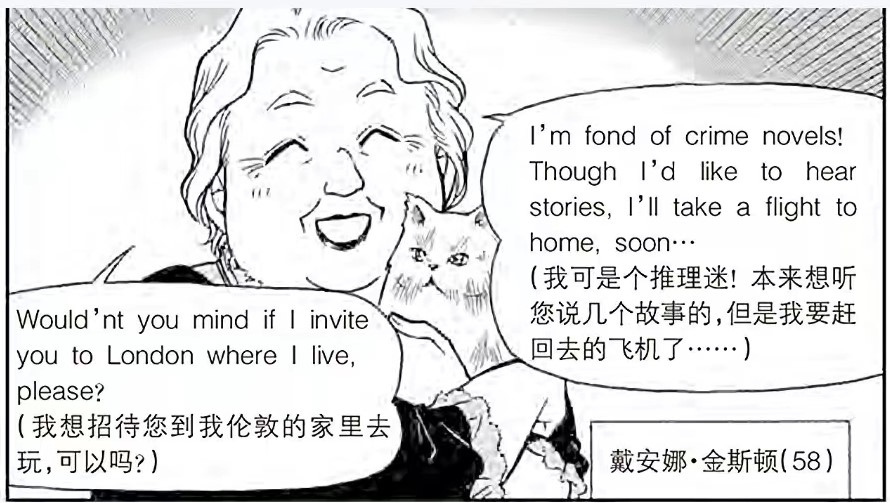 I'm fond of crime novels!
Though I'd like to hear
stories, I'll take a flight to
home, soon…
(我可是个推理迷! 本来想听
您说几个故事的,但是我要赶
回去的飞机了……)
Would'nt you mind if I invite
you to London where I live,
please?
(我想招待您到我伦敦的家里去
玩,可以吗?)
戴安娜·金斯顿(58)